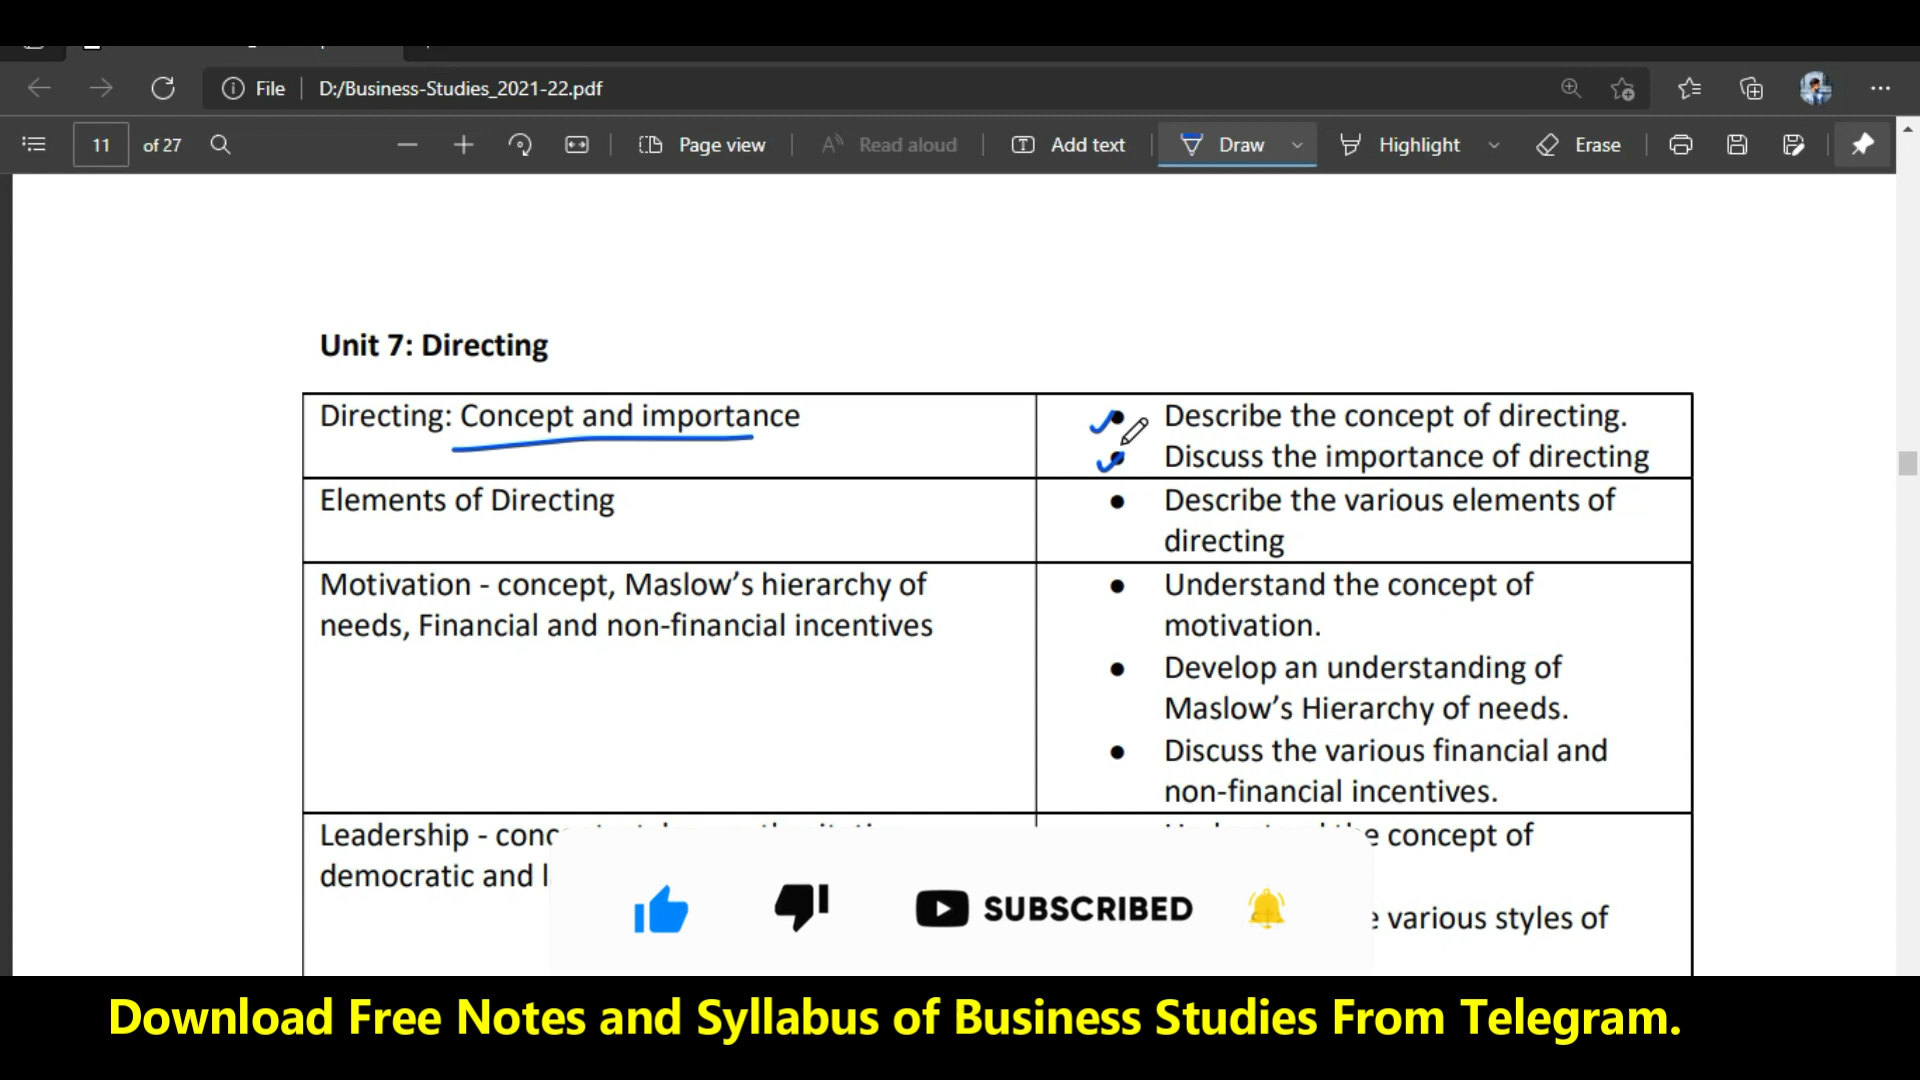 File D:/Business-Studies_2021-22.pdf
11 of 27 Page view Read aloud Add text Draw Highlight Erase
Unit 7: Directing
Directing: Concept and importance
Describe the concept of directing.
Discuss the importance of directing
Elements of Directing
Describe the various elements of
directing
Motivation - concept, Maslow’s hierarchy of
needs, Financial and non-financial incentives
Understand the concept of
motivation.
Develop an understanding of
Maslow’s Hierarchy of needs.
Discuss the various financial and
non-financial incentives.
Leadership -
democratic and
concept of
various styles of
SUBSCRIBED
Download Free Notes and Syllabus of Business Studies From Telegram.